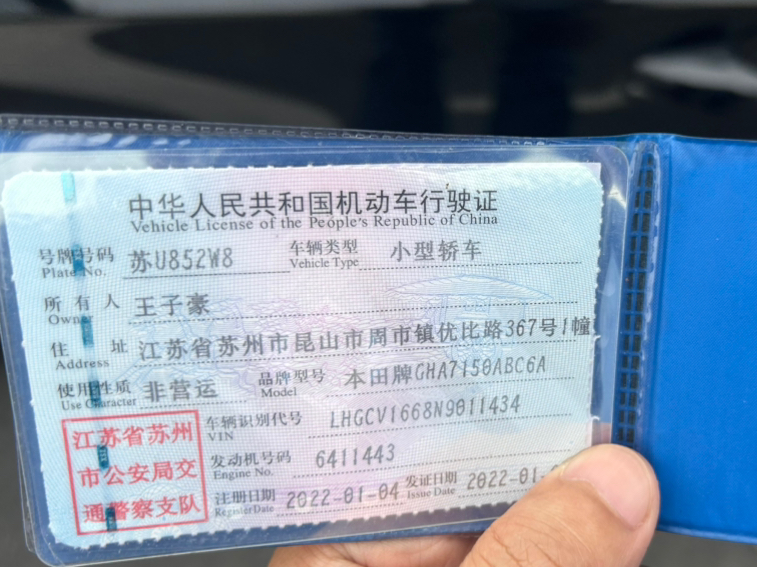 中华人民共和国机动车行驶证
Vehicle License of the People's Republic of China
号牌号码 苏U852W8 车辆类型 小型轿车
Plate No. Vehicle Type
所有人 王子豪
Owner
住址 江苏省苏州市昆山市周市镇优比路367号1幢
Address
使用性质 非营运 品牌型号 本田牌GHA7150ABC6A
Use Character Model
江苏省苏州
市公安局交
通警察支队
车辆识别代号 LHGCV1668N9011434
VIN
发动机号码 6411443
Engine No.
注册日期 2022-01-04 发证日期 2022-01-
Register Date Issue Date